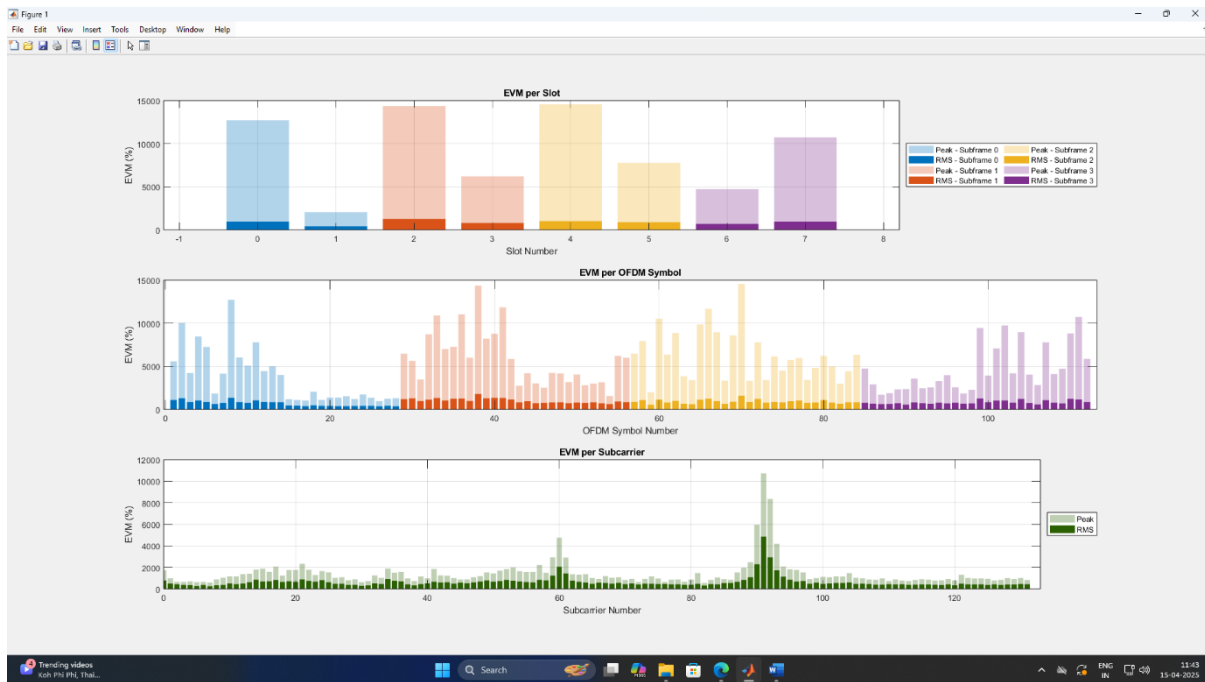 Figure 1
File Edit View Insert Tools Desktop Window Help
EVM per Slot
15000
10000
5000
0
EVM (%)
-1 0 1 2 3 4 5 6 7 8
Slot Number
Peak - Subframe 0 Peak - Subframe 2
RMS - Subframe 0 RMS - Subframe 2
Peak - Subframe 1 Peak - Subframe 3
RMS - Subframe 1 RMS - Subframe 3
EVM per OFDM Symbol
15000
10000
5000
0
EVM (%)
0 20 40 60 80 100
OFDM Symbol Number
EVM per Subcarrier
12000
10000
8000
6000
4000
2000
0
EVM (%)
0 20 40 60 80 100 120
Subcarrier Number
Peak
RMS
4
Trending videos
Koh Phi Phi, Thai...
Search
ENG
IN
11:43
15-04-2025